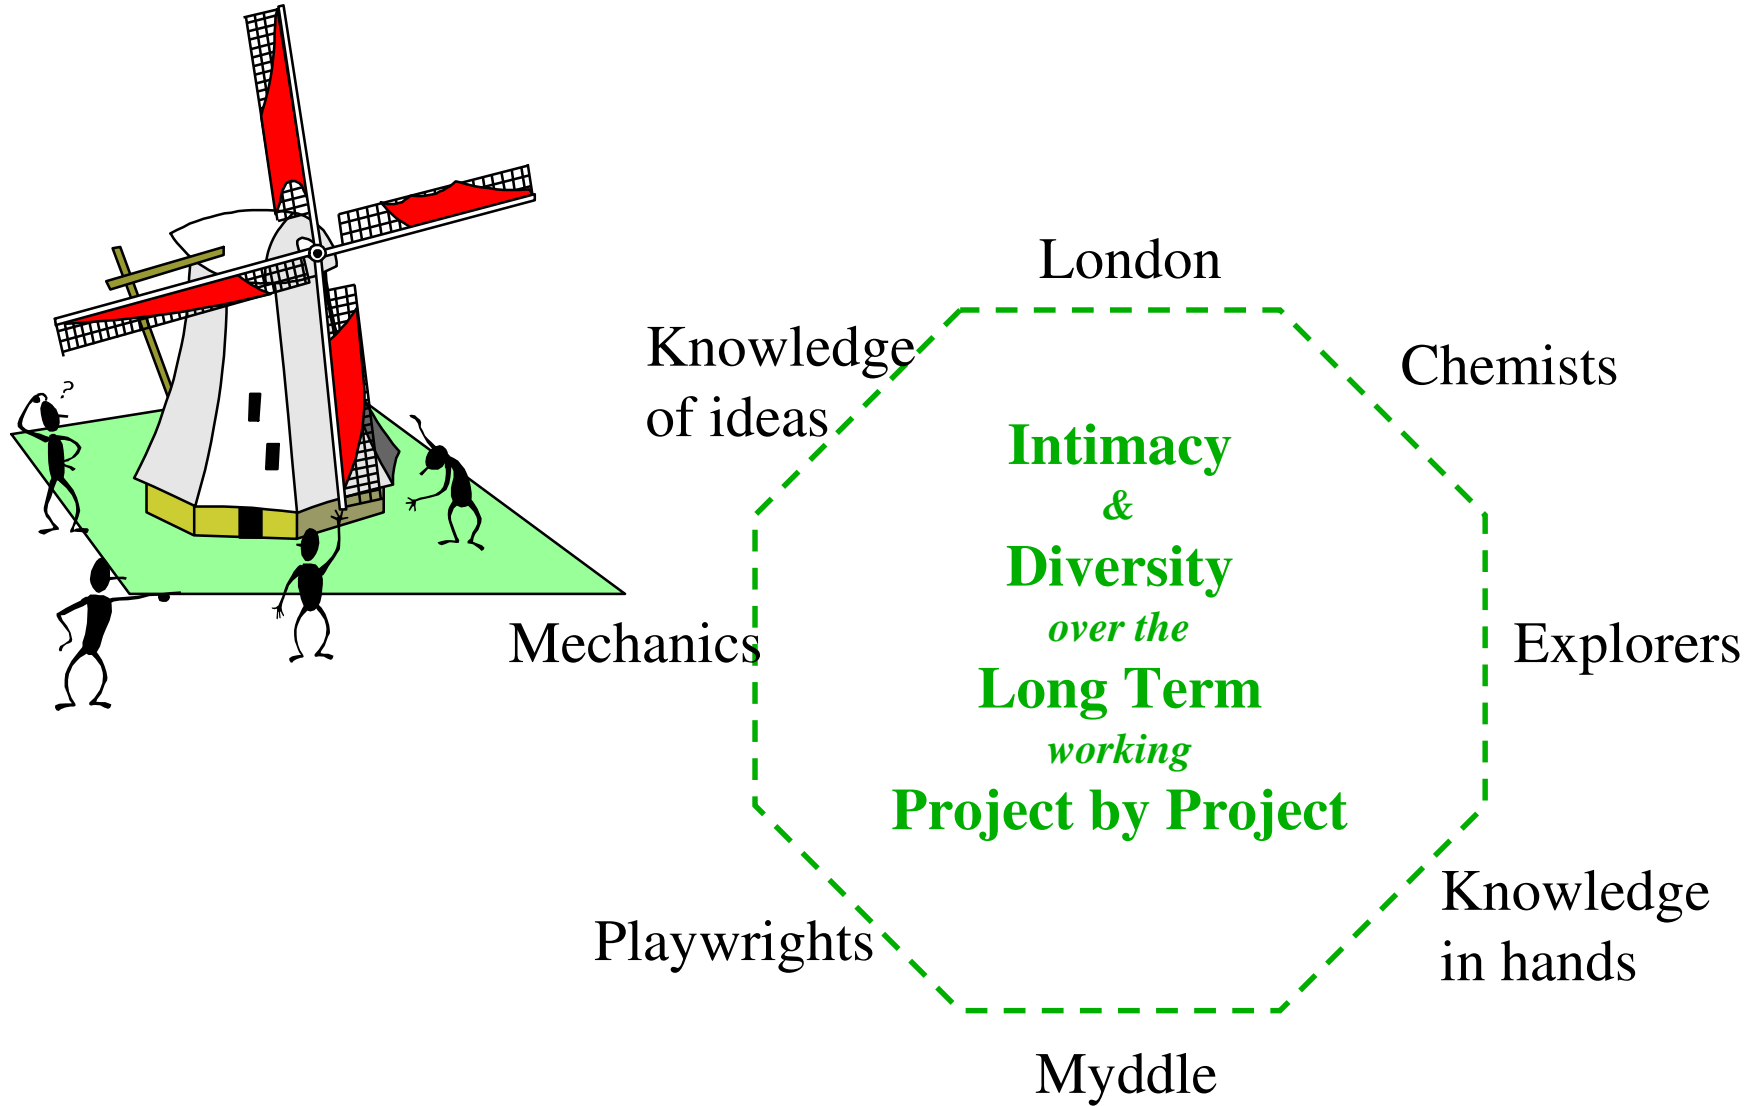 London
Knowledge
of ideas
Chemists
?
Intimacy
&
Diversity
over the
Long Term
working
Project by Project
Mechanics
Explorers
Playwrights
Knowledge
in hands
Myddle